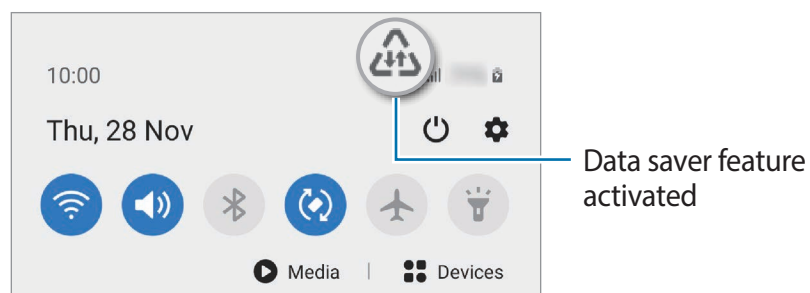 10:00
Thu, 28 Nov
Data saver feature
activated
Media | Devices